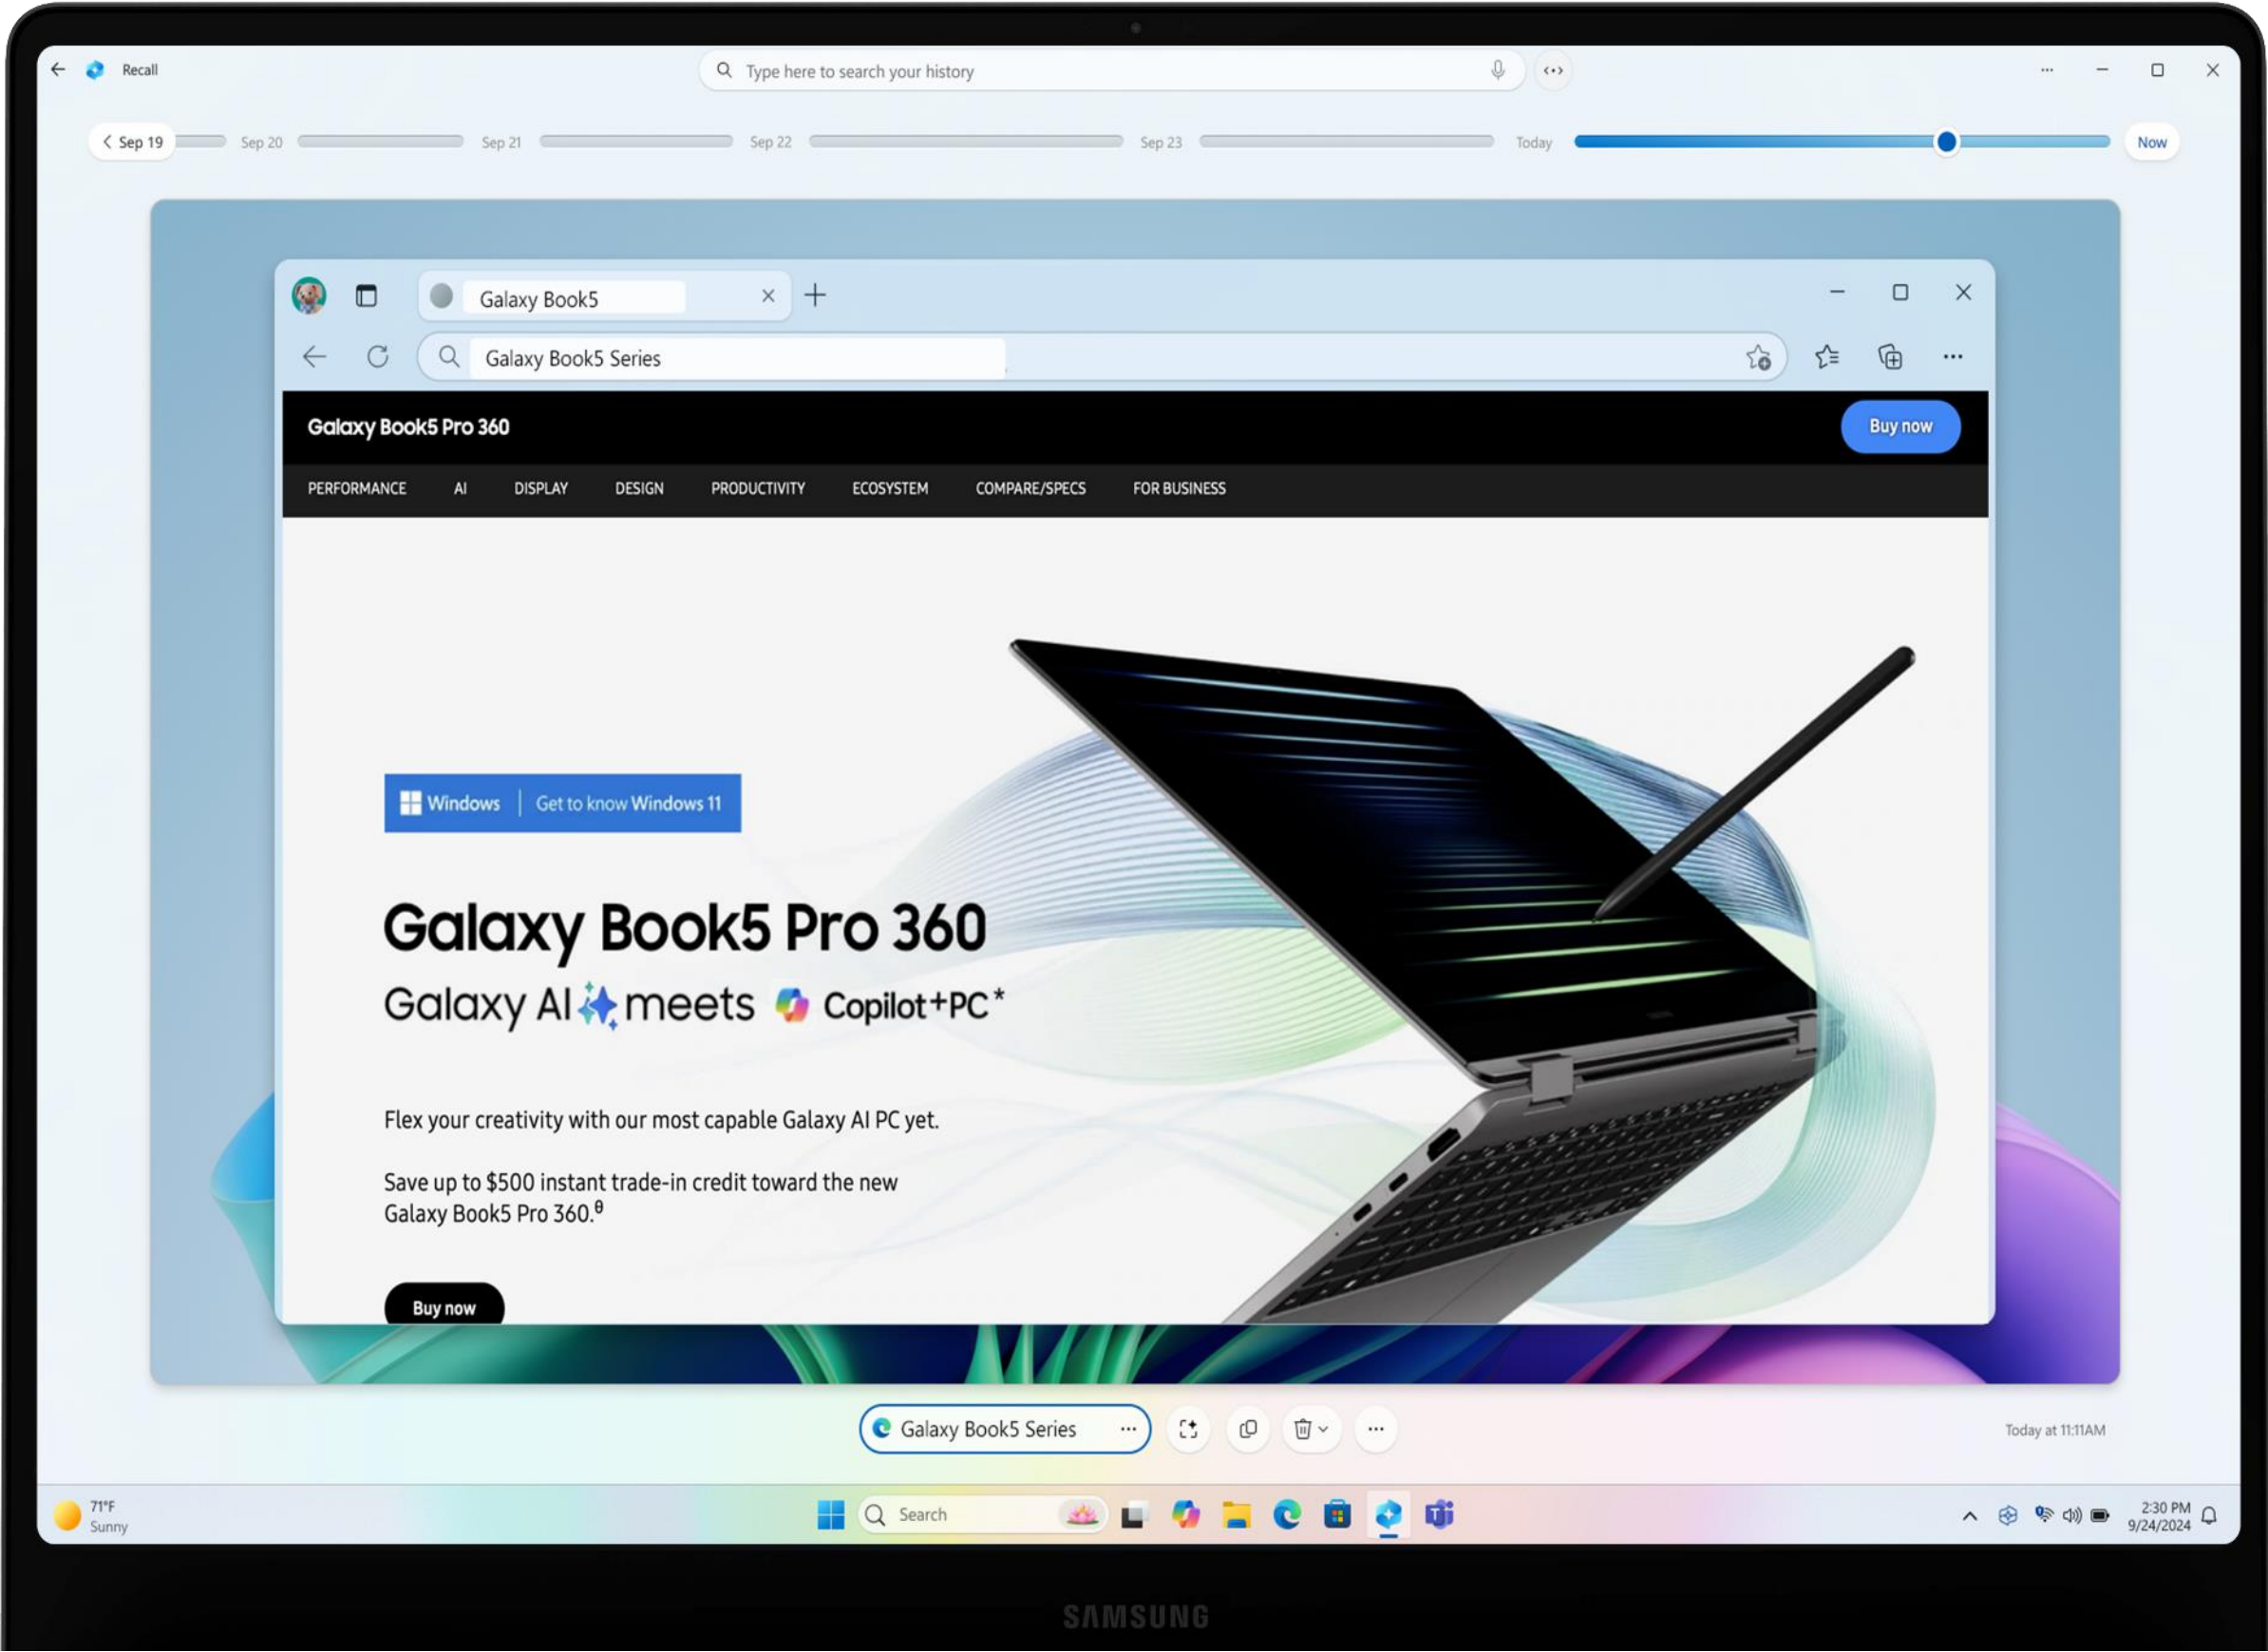 Recall
Type here to search your history
Sep 19
Sep 20
Sep 21
Sep 22
Sep 23
Today
Now
Galaxy Book5
Galaxy Book5 Series
Galaxy Book5 Pro 360
Buy now
PERFORMANCE
AI
DISPLAY
DESIGN
PRODUCTIVITY
ECOSYSTEM
COMPARE/SPECS
FOR BUSINESS
Windows | Get to know Windows 11
Galaxy Book5 Pro 360
Galaxy AI meets Copilot+PC*
Flex your creativity with our most capable Galaxy AI PC yet.
Save up to $500 instant trade-in credit toward the new
Galaxy Book5 Pro 360.θ
Buy now
Galaxy Book5 Series
Today at 11:11AM
71°F
Sunny
Search
2:30 PM
9/24/2024
SAMSUNG